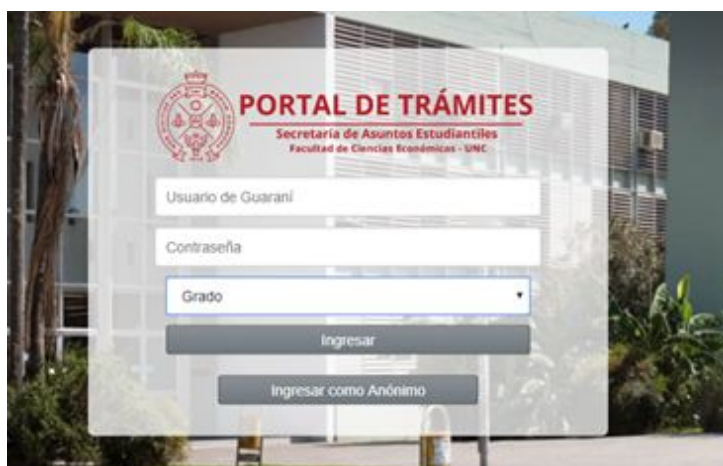 PORTAL DE TRÁMITES
Secretaría de Asuntos Estudiantiles
Facultad de Ciencias Económicas - UNC
Usuario de Guaraní
Contraseña
Grado
Ingresar
Ingresar como Anónimo